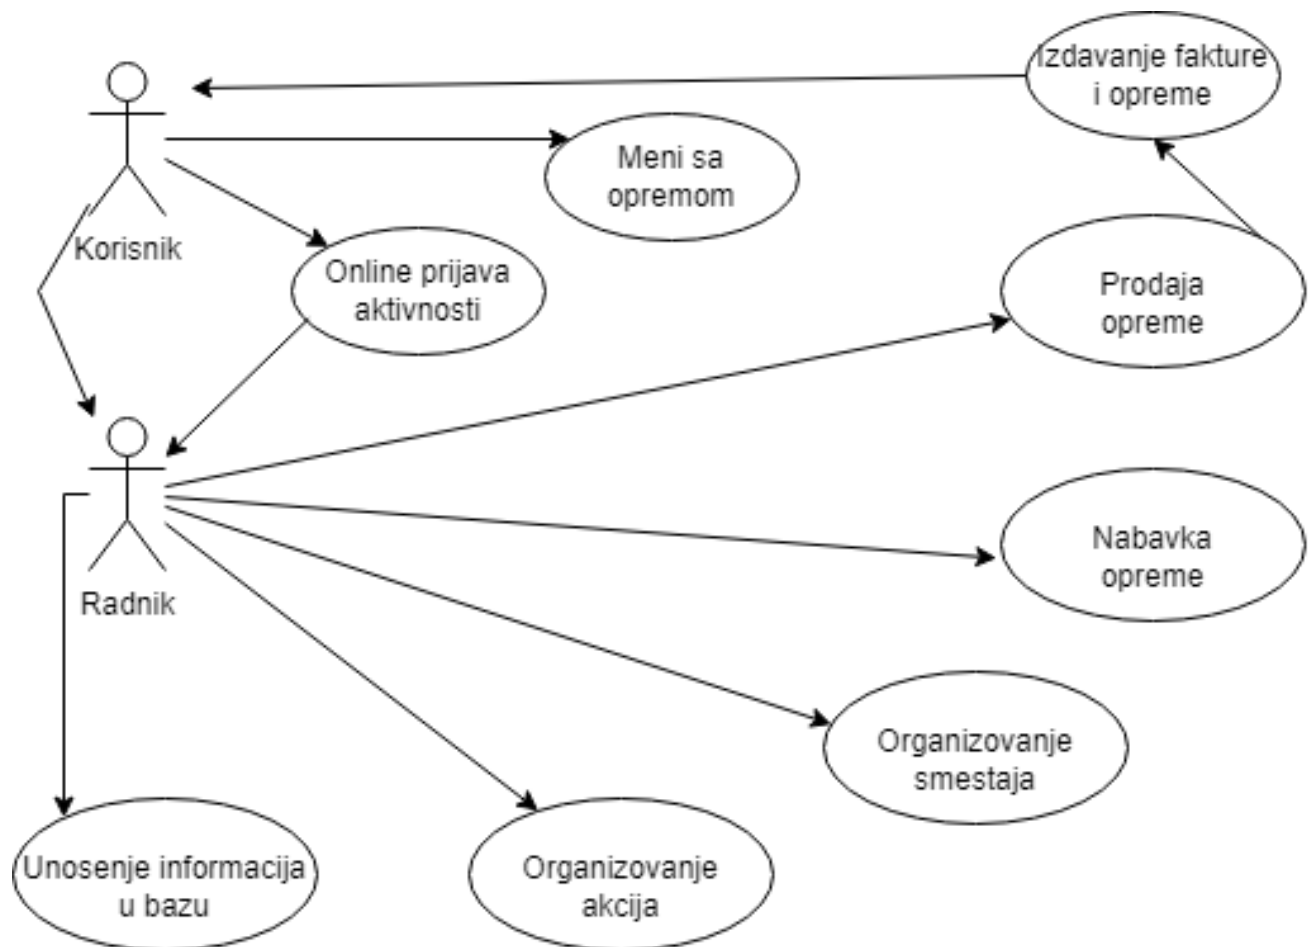 Izdavanje fakture
i opreme
Meni sa
opremom
Korisnik
Online prijava
aktivnosti
Prodaja
opreme
Radnik
Nabavka
opreme
Organizovanje
smestaja
Unosenje informacija
u bazu
Organizovanje
akcija